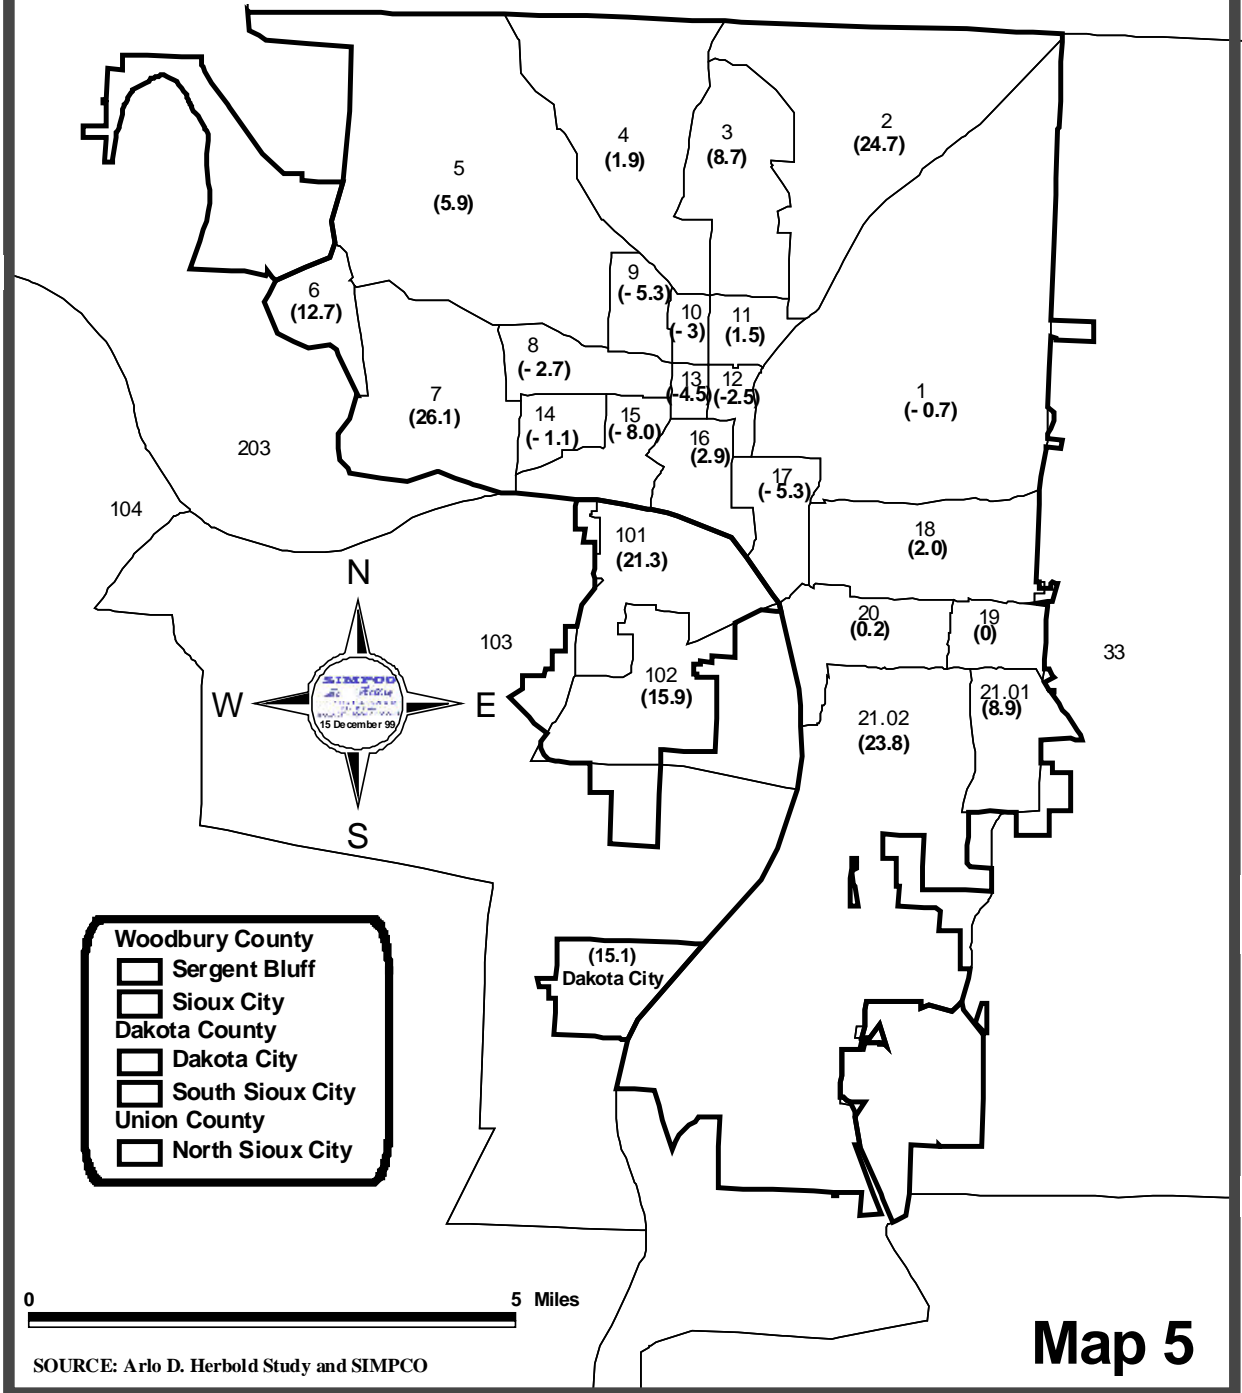 2
(24.7)
4
(1.9)
3
(8.7)
5
(5.9)
9
(- 5.3)
6
(12.7)
10
(- 3)
11
(1.5)
8
(- 2.7)
13
(-4.5)
12
(-2.5)
7
(26.1)
1
(- 0.7)
14
(- 1.1)
15
(- 8.0)
16
(2.9)
203
17
(- 5.3)
104
18
(2.0)
101
(21.3)
N
20
(0.2)
19
(0)
103
33
102
(15.9)
W
E
SIMPCO
15 December 99
21.01
(8.9)
21.02
(23.8)
S
(15.1)
Dakota City
Woodbury County
Sergent Bluff
Sioux City
Dakota County
Dakota City
South Sioux City
Union County
North Sioux City
0 5 Miles
Map 5
SOURCE: Arlo D. Herbold Study and SIMPCO